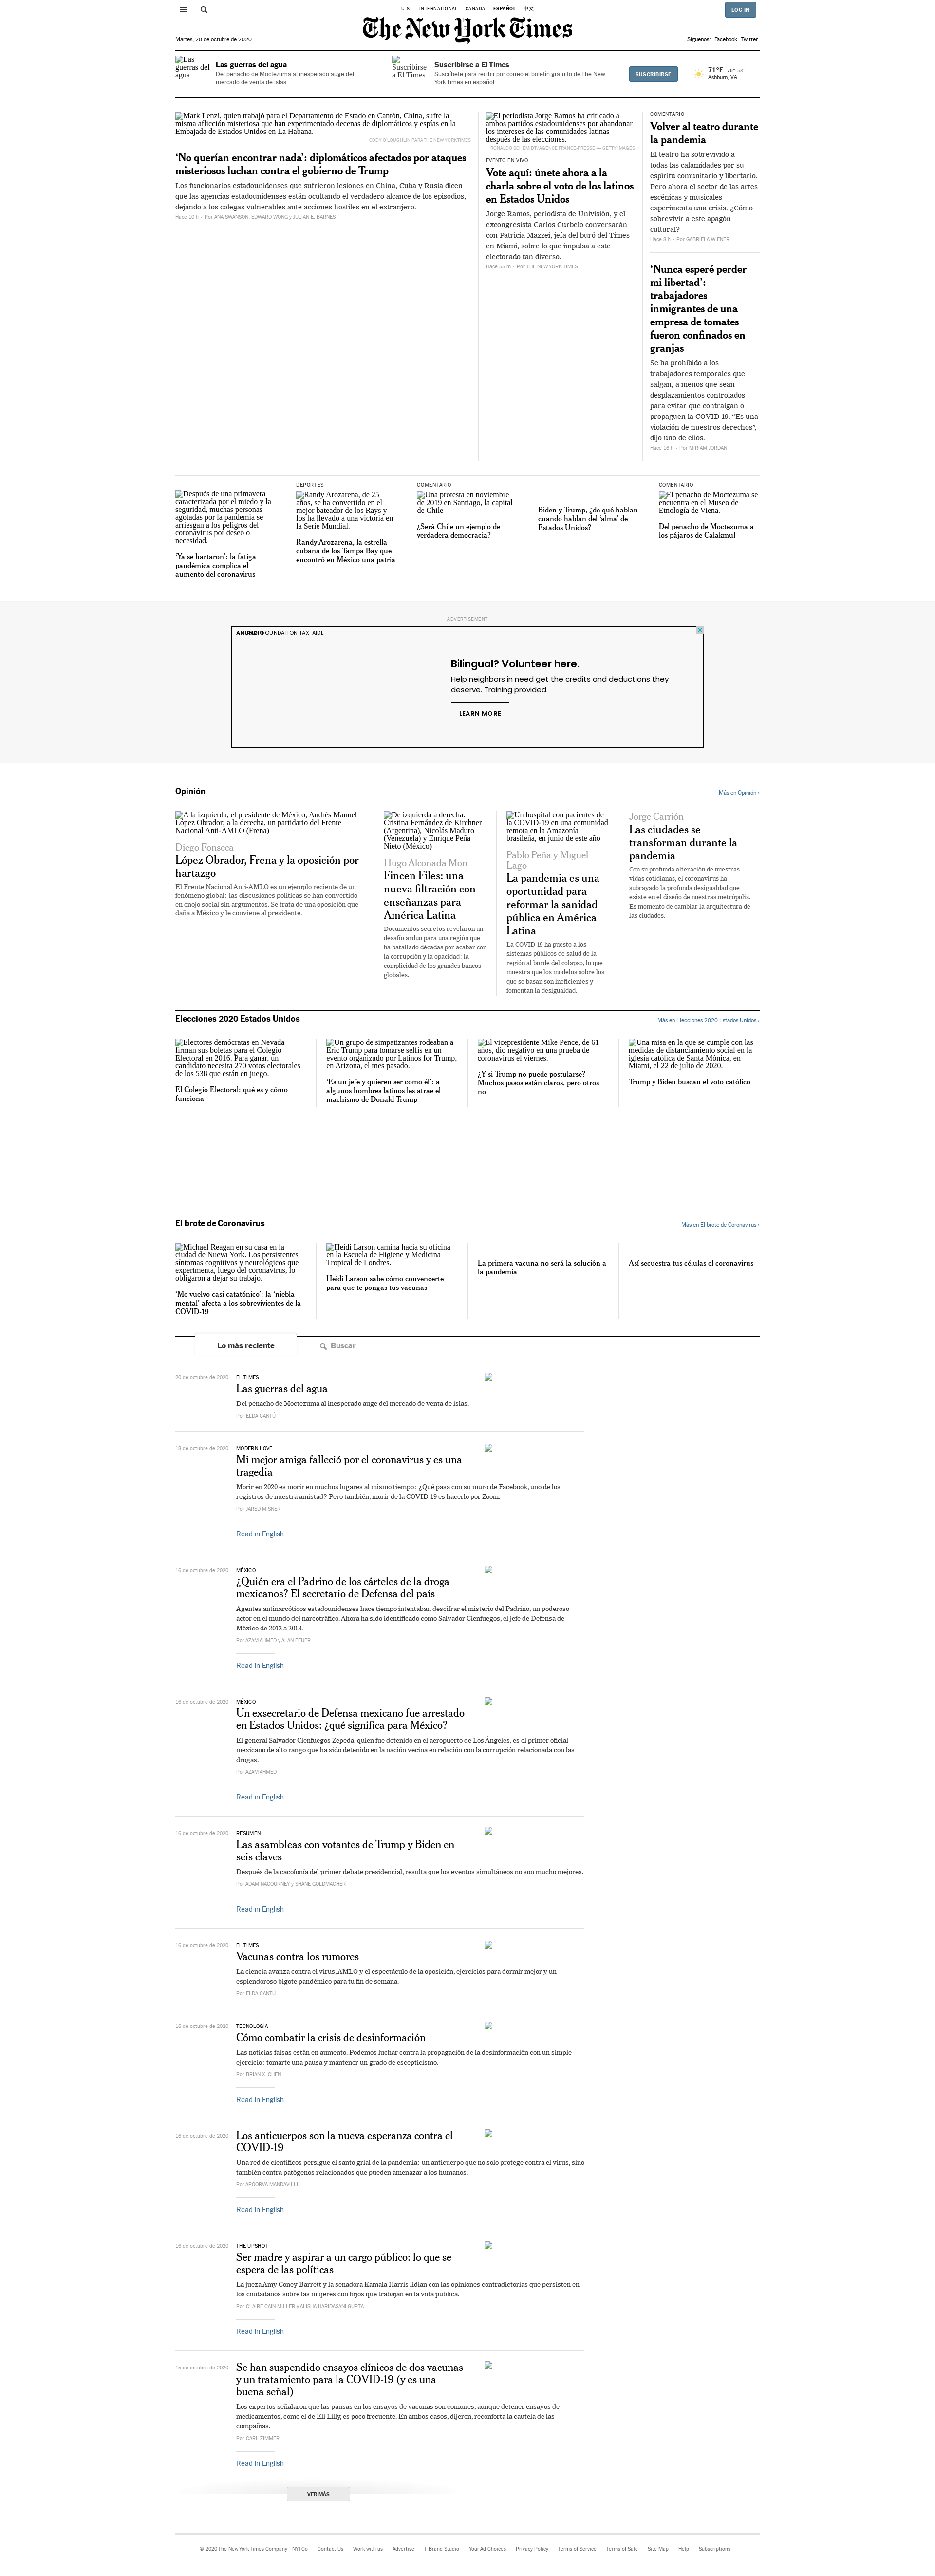 U.S. INTERNATIONAL CANADA ESPAÑOL 中文
LOG IN
The New York Times
Martes, 20 de octubre de 2020
Síguenos: Facebook Twitter
Las guerras del agua
Las guerras del agua
Del penacho de Moctezuma al inesperado auge del mercado de venta de islas.
Suscribirse a El Times
Suscribirse a El Times
Suscríbete para recibir por correo el boletín gratuito de The New York Times en español.
SUSCRIBIRSE
71°F 76° 62°
Ashburn, VA
Mark Lenzi, quien trabajó para el Departamento de Estado en Cantón, China, sufre la misma aflicción misteriosa que han experimentado decenas de diplomáticos y espías en la Embajada de Estados Unidos en La Habana.
CODY O'LOUGHLIN PARA THE NEW YORK TIMES
‘No querían encontrar nada’: diplomáticos afectados por ataques misteriosos luchan contra el gobierno de Trump
Los funcionarios estadounidenses que sufrieron lesiones en China, Cuba y Rusia dicen que las agencias estadounidenses están ocultando el verdadero alcance de los episodios, dejando a los colegas vulnerables ante acciones hostiles en el extranjero.
Hace 10 h · Por ANA SWANSON, EDWARD WONG y JULIAN E. BARNES
El periodista Jorge Ramos ha criticado a ambos partidos estadounidenses por abandonar los intereses de las comunidades latinas después de las elecciones.
RONALDO SCHEMIDT/AGENCE FRANCE-PRESSE — GETTY IMAGES
EVENTO EN VIVO
Vote aquí: únete ahora a la charla sobre el voto de los latinos en Estados Unidos
Jorge Ramos, periodista de Univisión, y el excongresista Carlos Curbelo conversarán con Patricia Mazzei, jefa del buró del Times en Miami, sobre lo que impulsa a este electorado tan diverso.
Hace 55 m · Por THE NEW YORK TIMES
COMENTARIO
Volver al teatro durante la pandemia
El teatro ha sobrevivido a todas las calamidades por su espíritu comunitario y libertario. Pero ahora el sector de las artes escénicas y musicales experimenta una crisis. ¿Cómo sobrevivir a este apagón cultural?
Hace 8 h · Por GABRIELA WIENER
‘Nunca esperé perder mi libertad’: trabajadores inmigrantes de una empresa de tomates fueron confinados en granjas
Se ha prohibido a los trabajadores temporales que salgan, a menos que sean desplazamientos controlados para evitar que contraigan o propaguen la COVID-19. “Es una violación de nuestros derechos”, dijo uno de ellos.
Hace 16 h · Por MIRIAM JORDAN
Después de una primavera caracterizada por el miedo y la seguridad, muchas personas agotadas por la pandemia se arriesgan a los peligros del coronavirus por deseo o necesidad.
‘Ya se hartaron’: la fatiga pandémica complica el aumento del coronavirus
DEPORTES
Randy Arozarena, de 25 años, se ha convertido en el mejor bateador de los Rays y los ha llevado a una victoria en la Serie Mundial.
Randy Arozarena, la estrella cubana de los Tampa Bay que encontró en México una patria
COMENTARIO
Una protesta en noviembre de 2019 en Santiago, la capital de Chile
¿Será Chile un ejemplo de verdadera democracia?
Biden y Trump, ¿de qué hablan cuando hablan del ‘alma’ de Estados Unidos?
COMENTARIO
El penacho de Moctezuma se encuentra en el Museo de Etnología de Viena.
Del penacho de Moctezuma a los pájaros de Calakmul
ADVERTISEMENT
ANUNCIO FOUNDATION TAX-AIDE
Bilingual? Volunteer here.
Help neighbors in need get the credits and deductions they deserve. Training provided.
LEARN MORE
Opinión
Más en Opinión ›
A la izquierda, el presidente de México, Andrés Manuel López Obrador; a la derecha, un partidario del Frente Nacional Anti-AMLO (Frena)
Diego Fonseca
López Obrador, Frena y la oposición por hartazgo
El Frente Nacional Anti-AMLO es un ejemplo reciente de un fenómeno global: las discusiones políticas se han convertido en enojo social sin argumentos. Se trata de una oposición que daña a México y le conviene al presidente.
De izquierda a derecha: Cristina Fernández de Kirchner (Argentina), Nicolás Maduro (Venezuela) y Enrique Peña Nieto (México)
Hugo Alconada Mon
Fincen Files: una nueva filtración con enseñanzas para América Latina
Documentos secretos revelaron un desafío arduo para una región que ha batallado décadas por acabar con la corrupción y la opacidad: la complicidad de los grandes bancos globales.
Un hospital con pacientes de la COVID-19 en una comunidad remota en la Amazonía brasileña, en junio de este año
Pablo Peña y Miguel Lago
La pandemia es una oportunidad para reformar la sanidad pública en América Latina
La COVID-19 ha puesto a los sistemas públicos de salud de la región al borde del colapso, lo que muestra que los modelos sobre los que se basan son ineficientes y fomentan la desigualdad.
Jorge Carrión
Las ciudades se transforman durante la pandemia
Con su profunda alteración de nuestras vidas cotidianas, el coronavirus ha subrayado la profunda desigualdad que existe en el diseño de nuestras metrópolis. Es momento de cambiar la arquitectura de las ciudades.
Elecciones 2020 Estados Unidos
Más en Elecciones 2020 Estados Unidos ›
Electores demócratas en Nevada firman sus boletas para el Colegio Electoral en 2016. Para ganar, un candidato necesita 270 votos electorales de los 538 que están en juego.
El Colegio Electoral: qué es y cómo funciona
Un grupo de simpatizantes rodeaban a Eric Trump para tomarse selfis en un evento organizado por Latinos for Trump, en Arizona, el mes pasado.
‘Es un jefe y quieren ser como él’: a algunos hombres latinos les atrae el machismo de Donald Trump
El vicepresidente Mike Pence, de 61 años, dio negativo en una prueba de coronavirus el viernes.
¿Y si Trump no puede postularse? Muchos pasos están claros, pero otros no
Una misa en la que se cumple con las medidas de distanciamiento social en la iglesia católica de Santa Mónica, en Miami, el 22 de julio de 2020.
Trump y Biden buscan el voto católico
El brote de Coronavirus
Más en El brote de Coronavirus ›
Michael Reagan en su casa en la ciudad de Nueva York. Los persistentes síntomas cognitivos y neurológicos que experimenta, luego del coronavirus, lo obligaron a dejar su trabajo.
‘Me vuelvo casi catatónico’: la ‘niebla mental’ afecta a los sobrevivientes de la COVID-19
Heidi Larson camina hacia su oficina en la Escuela de Higiene y Medicina Tropical de Londres.
Heidi Larson sabe cómo convencerte para que te pongas tus vacunas
La primera vacuna no será la solución a la pandemia
Así secuestra tus células el coronavirus
Lo más reciente
Buscar
20 de octubre de 2020
EL TIMES
Las guerras del agua
Del penacho de Moctezuma al inesperado auge del mercado de venta de islas.
Por ELDA CANTÚ
18 de octubre de 2020
MODERN LOVE
Mi mejor amiga falleció por el coronavirus y es una tragedia
Morir en 2020 es morir en muchos lugares al mismo tiempo: ¿Qué pasa con su muro de Facebook, uno de los registros de nuestra amistad? Pero también, morir de la COVID-19 es hacerlo por Zoom.
Por JARED MISNER
Read in English
16 de octubre de 2020
MÉXICO
¿Quién era el Padrino de los cárteles de la droga mexicanos? El secretario de Defensa del país
Agentes antinarcóticos estadounidenses hace tiempo intentaban descifrar el misterio del Padrino, un poderoso actor en el mundo del narcotráfico. Ahora ha sido identificado como Salvador Cienfuegos, el jefe de Defensa de México de 2012 a 2018.
Por AZAM AHMED y ALAN FEUER
Read in English
16 de octubre de 2020
MÉXICO
Un exsecretario de Defensa mexicano fue arrestado en Estados Unidos: ¿qué significa para México?
El general Salvador Cienfuegos Zepeda, quien fue detenido en el aeropuerto de Los Ángeles, es el primer oficial mexicano de alto rango que ha sido detenido en la nación vecina en relación con la corrupción relacionada con las drogas.
Por AZAM AHMED
Read in English
16 de octubre de 2020
RESUMEN
Las asambleas con votantes de Trump y Biden en seis claves
Después de la cacofonía del primer debate presidencial, resulta que los eventos simultáneos no son mucho mejores.
Por ADAM NAGOURNEY y SHANE GOLDMACHER
Read in English
16 de octubre de 2020
EL TIMES
Vacunas contra los rumores
La ciencia avanza contra el virus, AMLO y el espectáculo de la oposición, ejercicios para dormir mejor y un esplendoroso bigote pandémico para tu fin de semana.
Por ELDA CANTÚ
16 de octubre de 2020
TECNOLOGÍA
Cómo combatir la crisis de desinformación
Las noticias falsas están en aumento. Podemos luchar contra la propagación de la desinformación con un simple ejercicio: tomarte una pausa y mantener un grado de escepticismo.
Por BRIAN X. CHEN
Read in English
16 de octubre de 2020
Los anticuerpos son la nueva esperanza contra el COVID-19
Una red de científicos persigue el santo grial de la pandemia: un anticuerpo que no solo protege contra el virus, sino también contra patógenos relacionados que pueden amenazar a los humanos.
Por APOORVA MANDAVILLI
Read in English
16 de octubre de 2020
THE UPSHOT
Ser madre y aspirar a un cargo público: lo que se espera de las políticas
La jueza Amy Coney Barrett y la senadora Kamala Harris lidian con las opiniones contradictorias que persisten en los ciudadanos sobre las mujeres con hijos que trabajan en la vida pública.
Por CLAIRE CAIN MILLER y ALISHA HARIDASANI GUPTA
Read in English
15 de octubre de 2020
Se han suspendido ensayos clínicos de dos vacunas y un tratamiento para la COVID-19 (y es una buena señal)
Los expertos señalaron que las pausas en los ensayos de vacunas son comunes, aunque detener ensayos de medicamentos, como el de Eli Lilly, es poco frecuente. En ambos casos, dijeron, reconforta la cautela de las compañías.
Por CARL ZIMMER
Read in English
VER MÁS
© 2020 The New York Times Company NYTCo Contact Us Work with us Advertise T Brand Studio Your Ad Choices Privacy Policy Terms of Service Terms of Sale Site Map Help Subscriptions